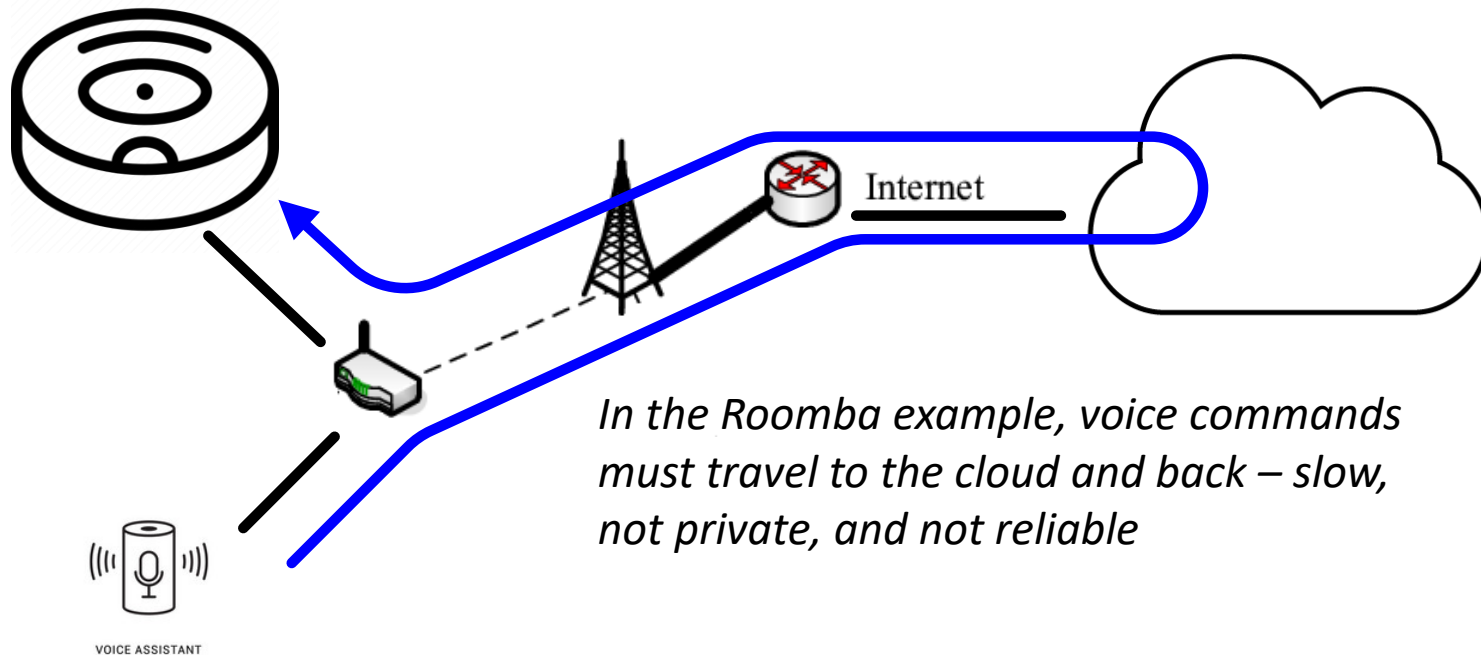 Internet
In the Roomba example, voice commands
must travel to the cloud and back – slow,
not private, and not reliable
VOICE ASSISTANT